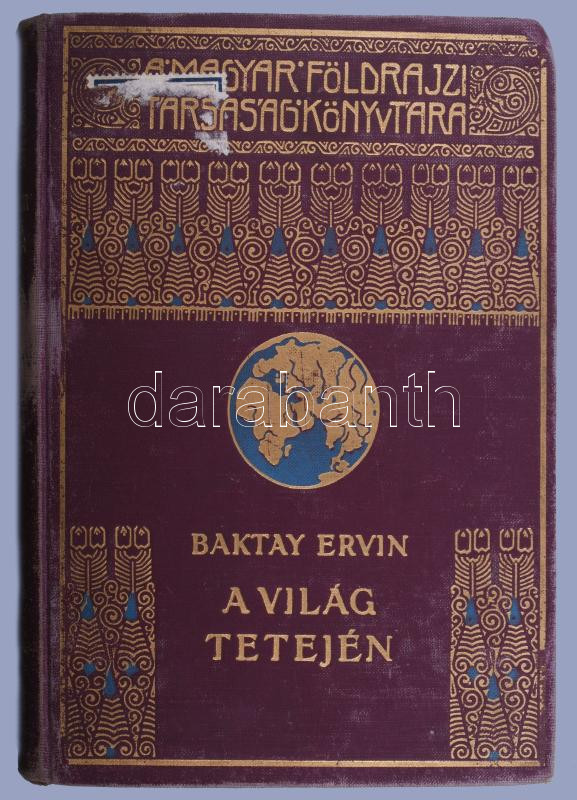 A·MAGYAR·FÖLDRAJZI
TÁRSASÁG·KÖNYVTÁRA
darabanth
BAKTAY ERVIN
A VILÁG
TETEJÉN